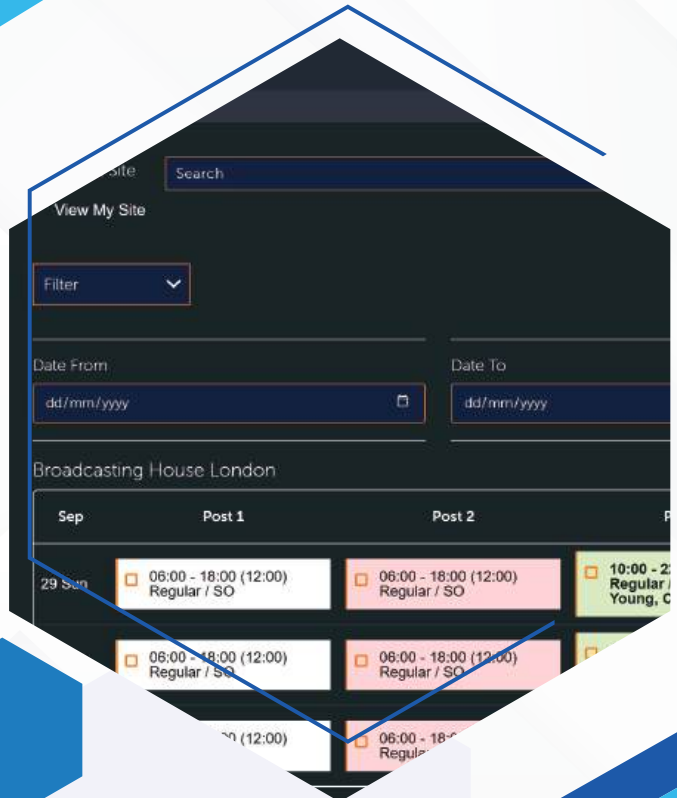 Site Search
View My Site
Filter
Date From Date To
dd/mm/yyyy dd/mm/yyyy
Broadcasting House London
Sep Post 1 Post 2
29 Sun 06:00 - 18:00 (12:00) 06:00 - 18:00 (12:00) 10:00 -
Regular / SO Regular / SO Regular /
Young,
06:00 - 18:00 (12:00) 06:00 - 18:00 (12:00)
Regular / SO Regular / SO
(12:00) 06:00 -